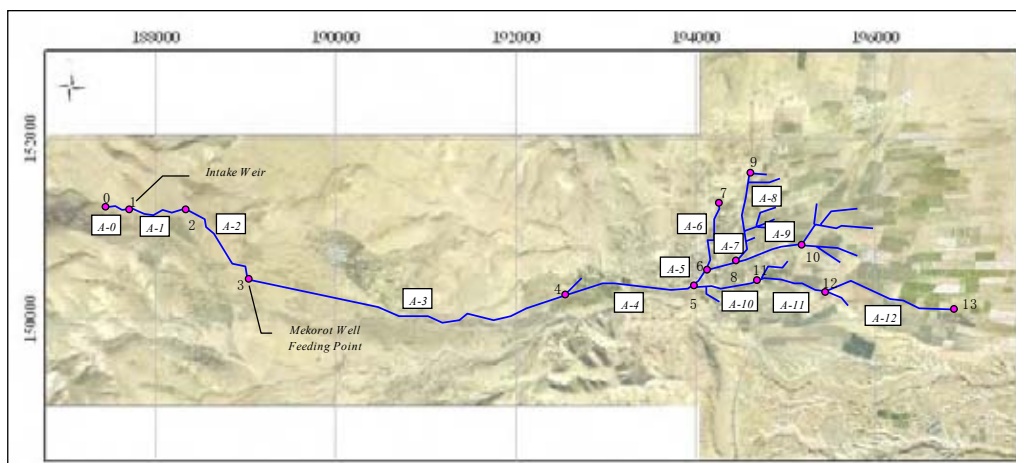 188000
190000
192000
194000
196000
152000
150000
Intake Weir
0
1
2
A-0
A-1
A-2
3
Mekorot Well
Feeding Point
A-3
4
A-4
5
A-5
6
A-6
7
A-7
8
A-8
9
A-9
10
A-10
11
A-11
12
A-12
13